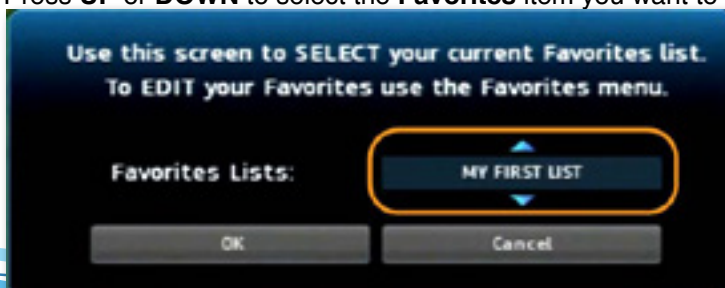 Press UP or DOWN to select the Favorites item you want to
Use this screen to SELECT your current Favorites list.
To EDIT your Favorites use the Favorites menu.
Favorites Lists:
MY FIRST LIST
OK
Cancel